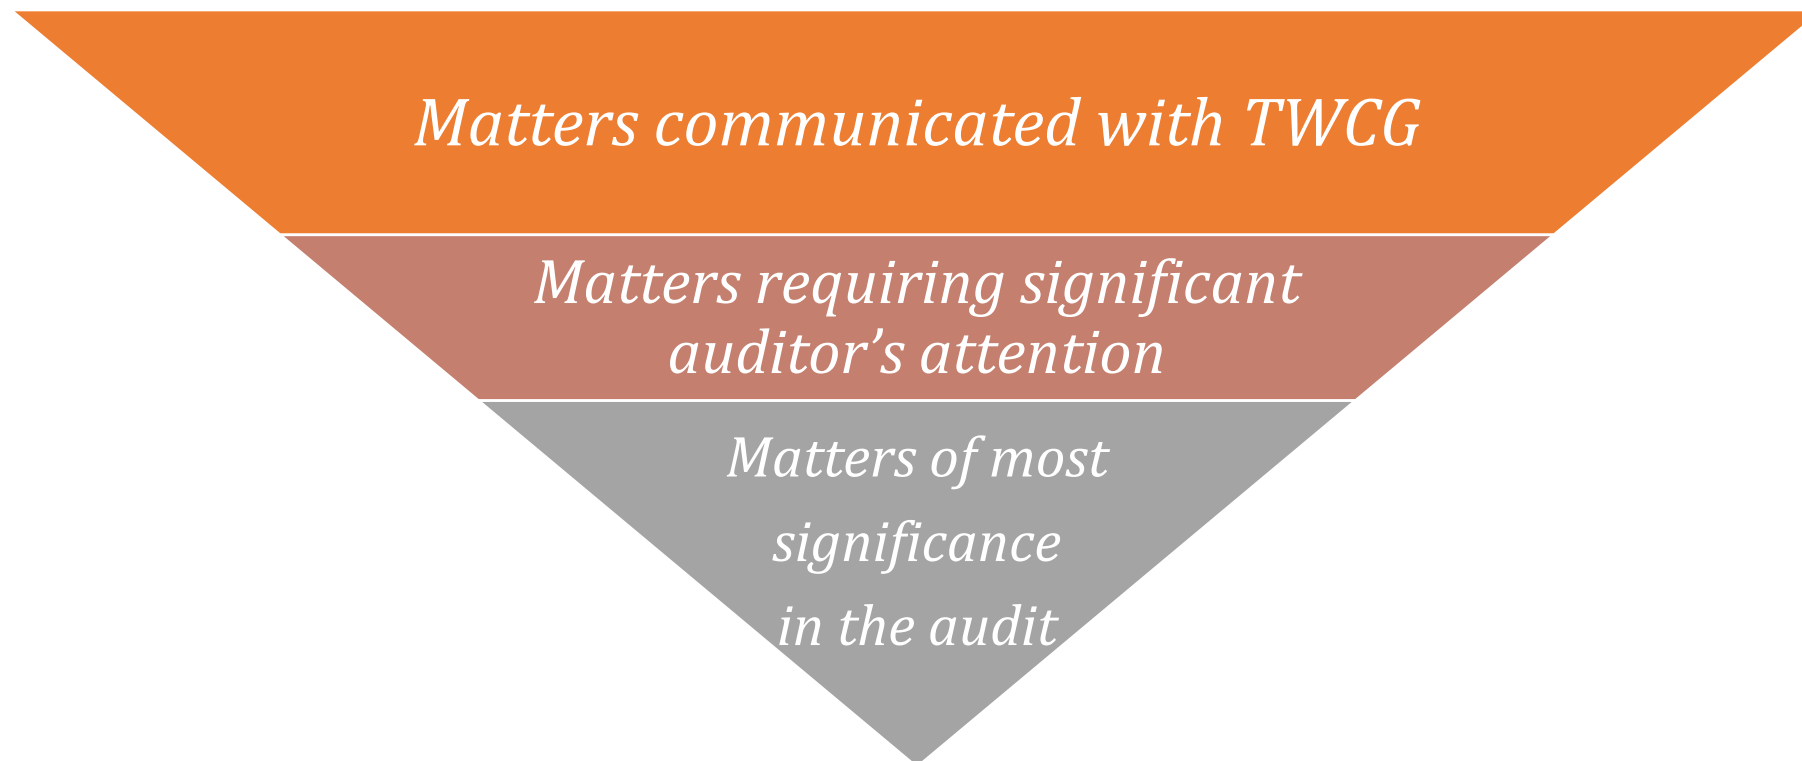 Matters communicated with TWCG
Matters requiring significant
auditor’s attention
Matters of most
significance
in the audit